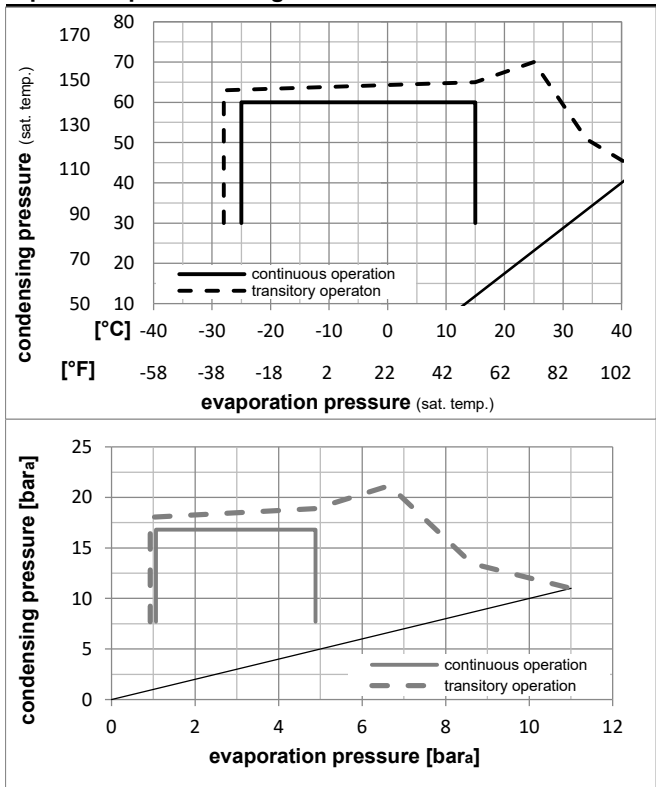 170 80
70
150 60
130 50
110 40
90 30
70 20
50 10
condensing pressure (sat. temp.)
continuous operation
transitory operaton
[°C] -40 -30 -20 -10 0 10 20 30 40
[°F] -58 -38 -18 2 22 42 62 82 102
evaporation pressure (sat. temp.)
25
20
15
10
5
0
condensing pressure [bara]
continuous operation
transitory operation
0 2 4 6 8 10 12
evaporation pressure [bara]